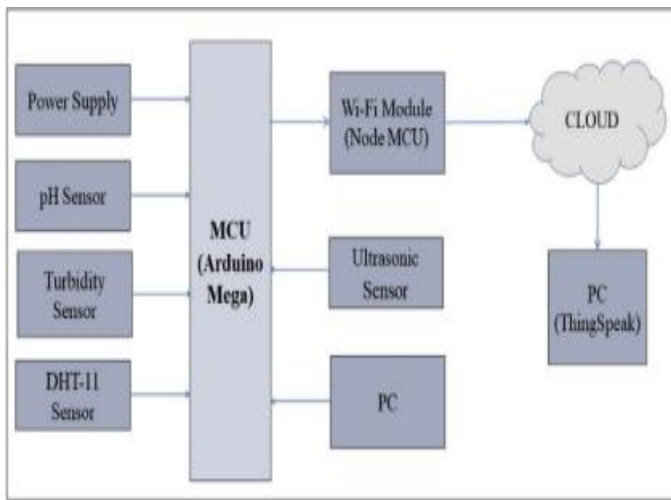 Power Supply
pH Sensor
Turbidity
Sensor
DHT-11
Sensor
MCU
(Arduino
Mega)
Wi-Fi Module
(Node MCU)
Ultrasonic
Sensor
PC
CLOUD
PC
(ThingSpeak)